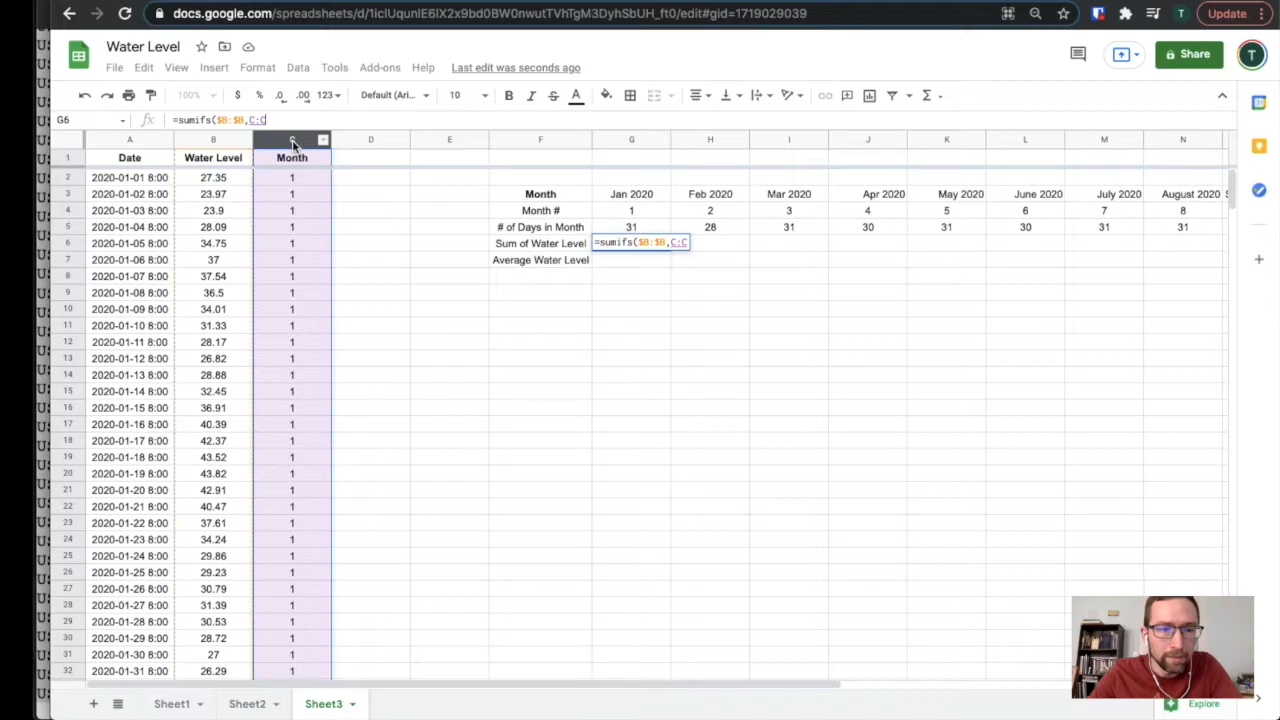 docs.google.com/spreadsheets/d/1iclUqunlE6lX2x9bd0BW0nwutTVhTgM3DyhSbUH_ft0/edit#gid=1719029039
T
Update
Water Level
File Edit View Insert Format Data Tools Add-ons Help Last edit was seconds ago
Share
T
100% $ % .0 .00 123 Default (Ari... 10 B I S A Σ
G6 fx =sumifs($B:$B,C:C
A B C D E F G H I J K L M N
1 Date Water Level Month
2 2020-01-01 8:00 27.35 1
3 2020-01-02 8:00 23.97 1 Month Jan 2020 Feb 2020 Mar 2020 Apr 2020 May 2020 June 2020 July 2020 August 2020 S
4 2020-01-03 8:00 23.9 1 Month # 1 2 3 4 5 6 7 8
5 2020-01-04 8:00 28.09 1 # of Days in Month 31 28 31 30 31 30 31 31
6 2020-01-05 8:00 34.75 1 Sum of Water Level =sumifs($B:$B,C:C
7 2020-01-06 8:00 37 1 Average Water Level
8 2020-01-07 8:00 37.54 1
9 2020-01-08 8:00 36.5 1
10 2020-01-09 8:00 34.01 1
11 2020-01-10 8:00 31.33 1
12 2020-01-11 8:00 28.17 1
13 2020-01-12 8:00 26.82 1
14 2020-01-13 8:00 28.88 1
15 2020-01-14 8:00 32.45 1
16 2020-01-15 8:00 36.91 1
17 2020-01-16 8:00 40.39 1
18 2020-01-17 8:00 42.37 1
19 2020-01-18 8:00 43.52 1
20 2020-01-19 8:00 43.82 1
21 2020-01-20 8:00 42.91 1
22 2020-01-21 8:00 40.47 1
23 2020-01-22 8:00 37.61 1
24 2020-01-23 8:00 34.24 1
25 2020-01-24 8:00 29.86 1
26 2020-01-25 8:00 29.23 1
27 2020-01-26 8:00 30.79 1
28 2020-01-27 8:00 31.39 1
29 2020-01-28 8:00 30.53 1
30 2020-01-29 8:00 28.72 1
31 2020-01-30 8:00 27 1
32 2020-01-31 8:00 26.29 1
Sheet1 Sheet2 Sheet3 Explore